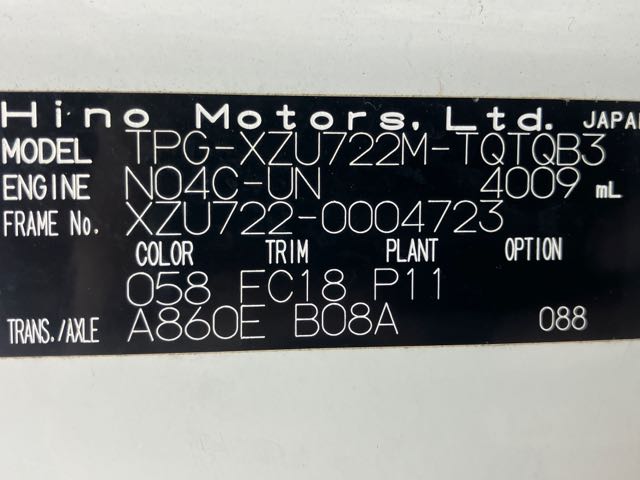 Hino Motors, Ltd. JAPAN
MODEL TPG-XZU722M-TQTQB3
ENGINE N04C-UN 4009 mL
FRAME No. XZU722-0004723
COLOR TRIM PLANT OPTION
058 FC18 P11
TRANS./AXLE A860E B08A 088